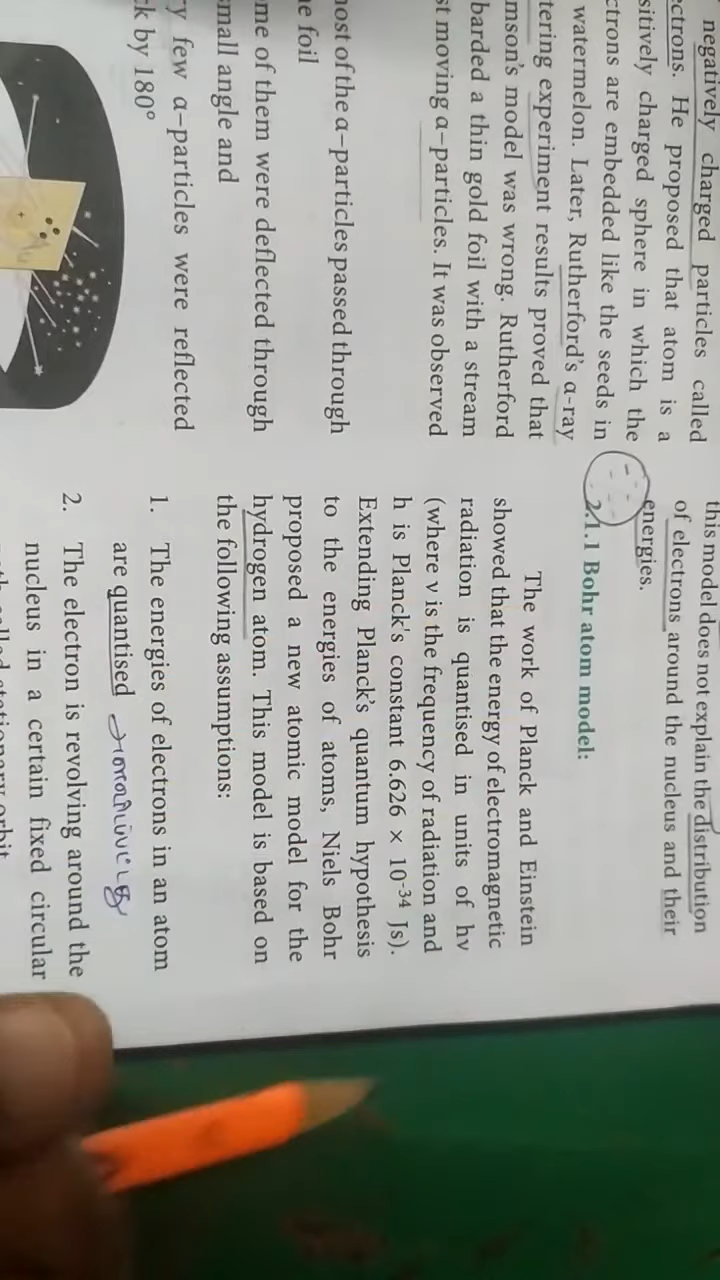 negatively charged particles called
ectrons. He proposed that atom is a
sitively charged sphere in which the
ctrons are embedded like the seeds in
watermelon. Later, Rutherford's α-ray
tering experiment results proved that
mson's model was wrong. Rutherford
barded a thin gold foil with a stream
st moving α-particles. It was observed
nost of the α-particles passed through
e foil
me of them were deflected through
small angle and
y few α-particles were reflected
ck by 180°
this model does not explain the distribution
of electrons around the nucleus and their
energies.
2.1.1 Bohr atom model:
The work of Planck and Einstein
showed that the energy of electromagnetic
radiation is quantised in units of hν
(where ν is the frequency of radiation and
h is Planck's constant 6.626 × 10⁻³⁴ Js).
Extending Planck's quantum hypothesis
to the energies of atoms, Niels Bohr
proposed a new atomic model for the
hydrogen atom. This model is based on
the following assumptions:
1. The energies of electrons in an atom
are quantised
2. The electron is revolving around the
nucleus in a certain fixed circular
stationary orbit